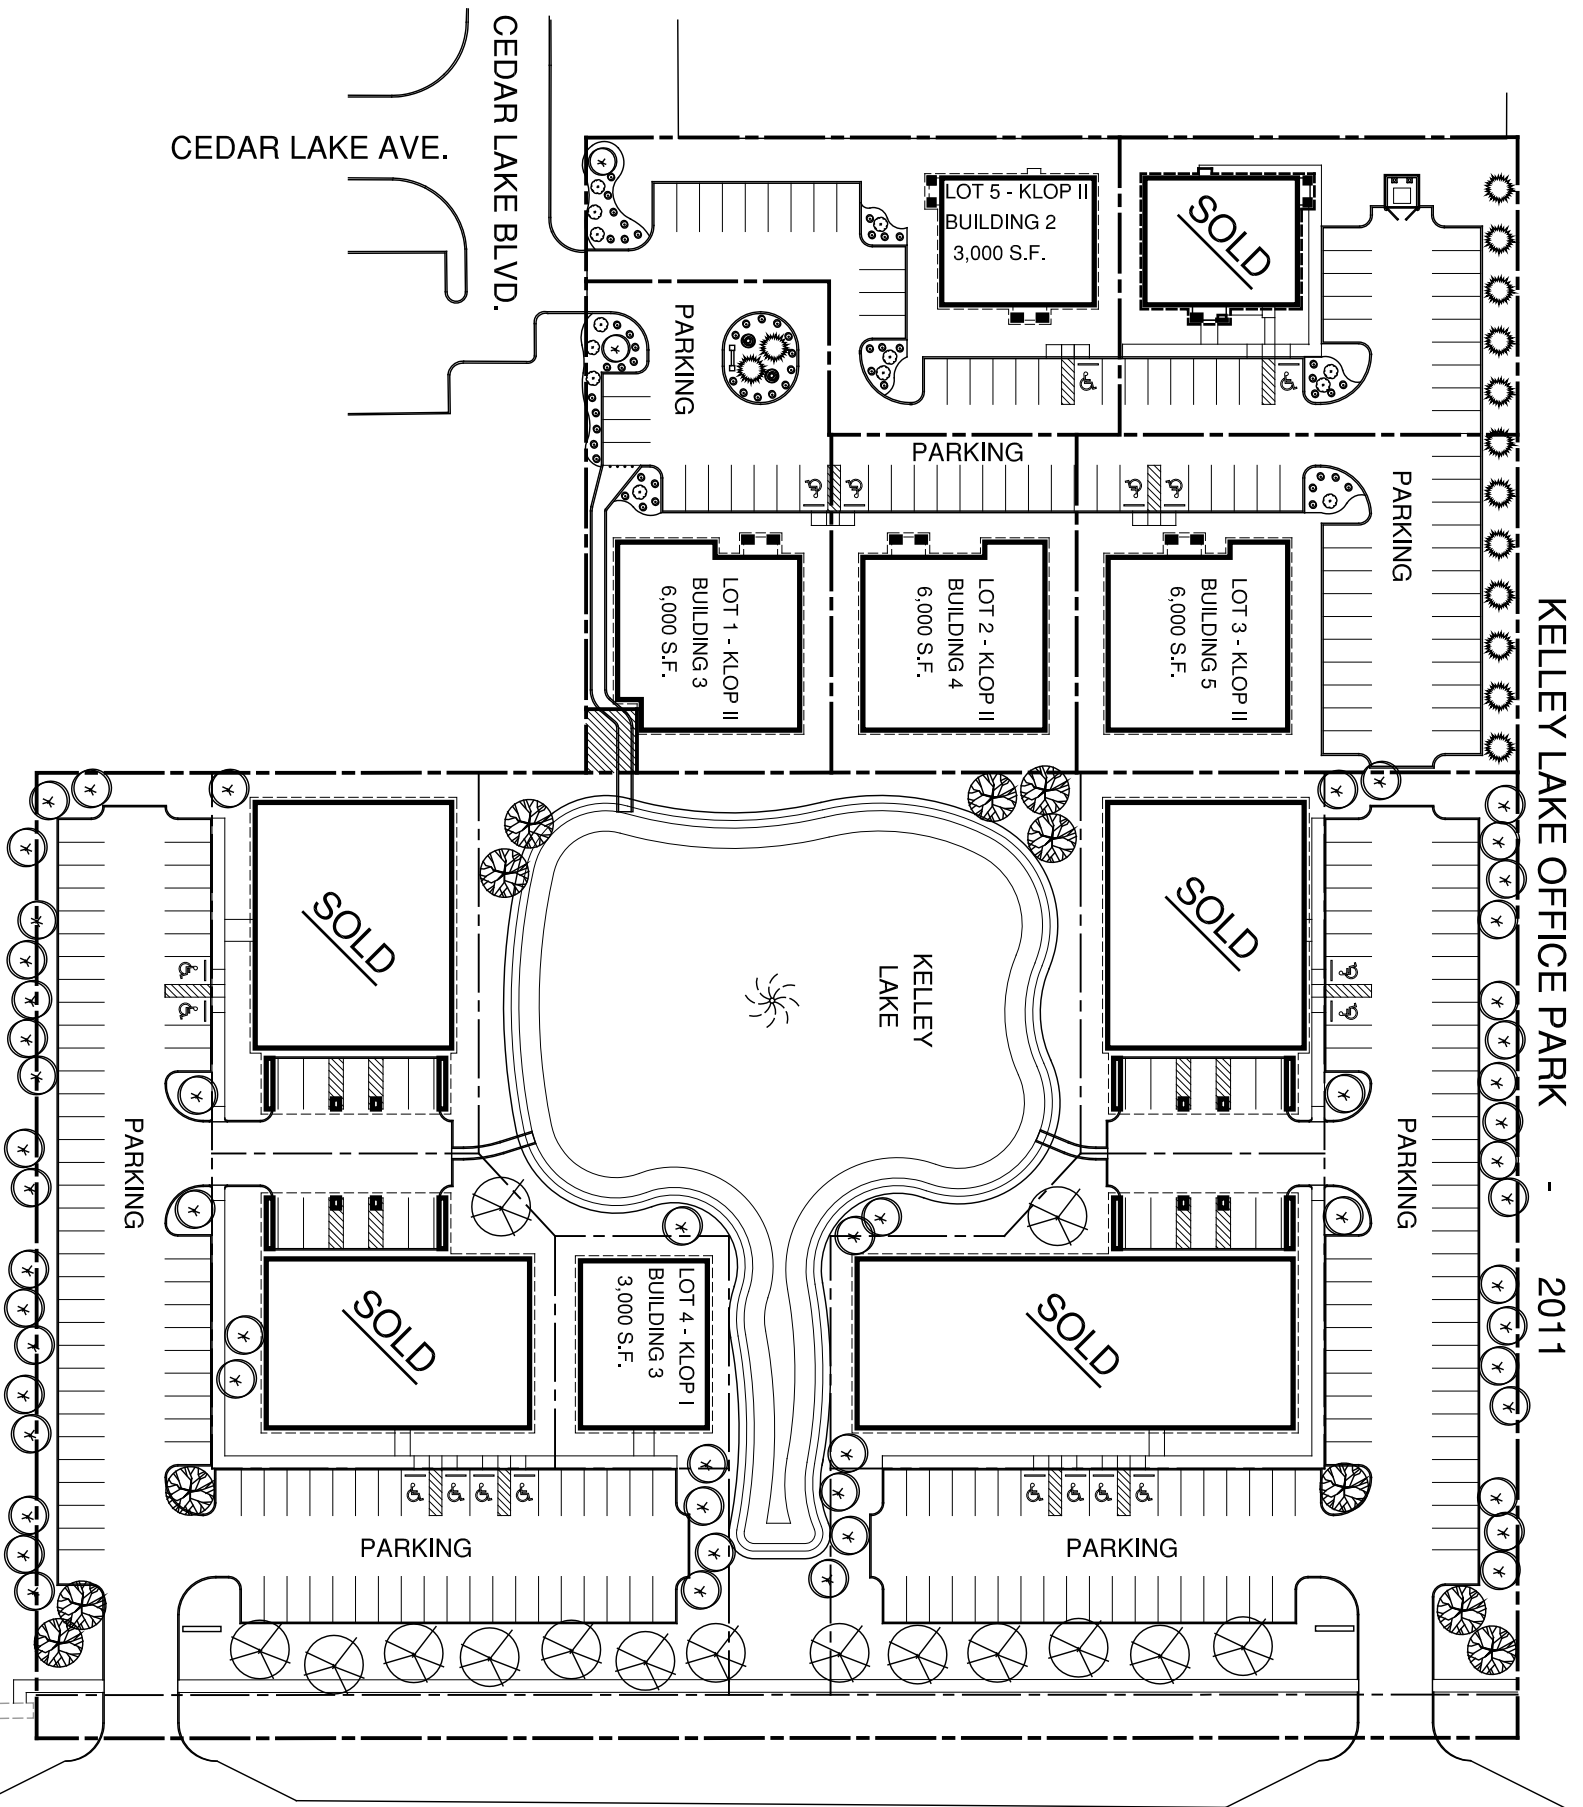 KELLEY LAKE OFFICE PARK - 2011
CEDAR LAKE BLVD.
CEDAR LAKE AVE.
LOT 5 - KLOP II
BUILDING 2
3,000 S.F.
SOLD
PARKING
PARKING
PARKING
LOT 1 - KLOP II
BUILDING 3
6,000 S.F.
LOT 2 - KLOP II
BUILDING 4
6,000 S.F.
LOT 3 - KLOP II
BUILDING 5
6,000 S.F.
SOLD
KELLEY
LAKE
SOLD
PARKING
PARKING
SOLD
LOT 4 - KLOP I
BUILDING 3
3,000 S.F.
SOLD
PARKING
PARKING